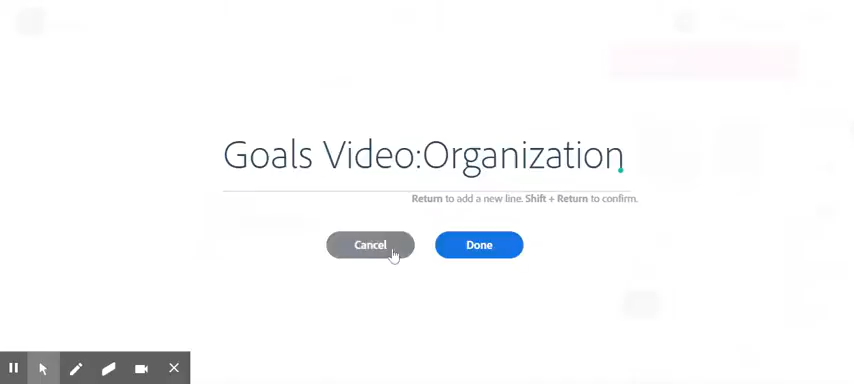 Goals Video:Organization
Return to add a new line. Shift + Return to confirm.
Cancel
Done